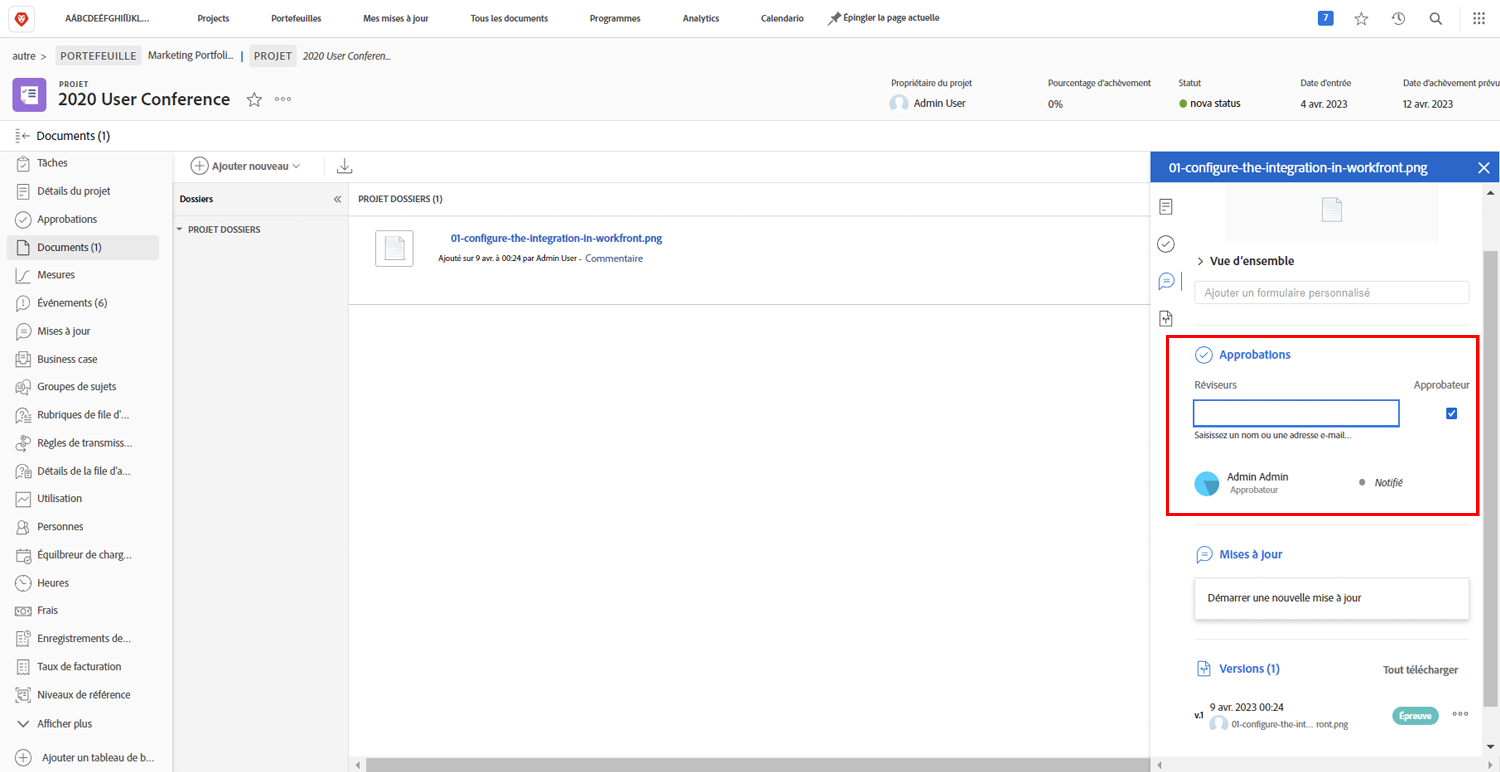 AÁBCDEÉFGHIÍJKL...
Projects
Portefeuilles
Mes mises à jour
Tous les documents
Programmes
Analytics
Calendario
Épingler la page actuelle
7
autre >
PORTEFEUILLE
Marketing Portfoli...
PROJET
2020 User Conferen...
PROJET
2020 User Conference
Propriétaire du projet
Admin User
Pourcentage d'achèvement
0%
Statut
nova status
Date d'entrée
4 avr. 2023
Date d'achèvement prévu
12 avr. 2023
Documents (1)
Tâches
Détails du projet
Approbations
Documents (1)
Mesures
Événements (6)
Mises à jour
Business case
Groupes de sujets
Rubriques de file d'...
Règles de transmiss...
Détails de la file d'a...
Utilisation
Personnes
Équilibreur de charg...
Heures
Frais
Enregistrements de...
Taux de facturation
Niveaux de référence
Afficher plus
Ajouter un tableau de b...
Ajouter nouveau
Dossiers
PROJET DOSSIERS
PROJET DOSSIERS (1)
01-configure-the-integration-in-workfront.png
Ajouté sur 9 avr. à 00:24 par Admin User - Commentaire
01-configure-the-integration-in-workfront.png
Vue d'ensemble
Ajouter un formulaire personnalisé
Approbations
Réviseurs
Approbateur
Saisissez un nom ou une adresse e-mail...
Admin Admin
Approbateur
Notifié
Mises à jour
Démarrer une nouvelle mise à jour
Versions (1)
Tout télécharger
v.1
9 avr. 2023 00:24
01-configure-the-int... ront.png
Épreuve